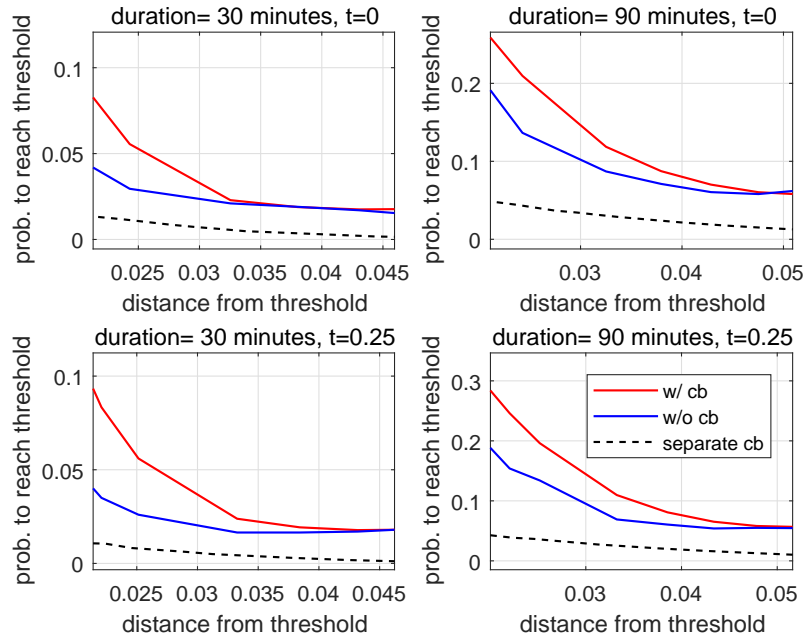 duration= 30 minutes, t=0
prob. to reach threshold
0.1
0.05
0
0.025 0.03 0.035 0.04 0.045
distance from threshold
duration= 90 minutes, t=0
prob. to reach threshold
0.2
0.1
0
0.03 0.04 0.05
distance from threshold
duration= 30 minutes, t=0.25
prob. to reach threshold
0.1
0.05
0
0.025 0.03 0.035 0.04 0.045
distance from threshold
duration= 90 minutes, t=0.25
prob. to reach threshold
0.3
0.2
0.1
0
w/ cb
w/o cb
separate cb
0.03 0.04 0.05
distance from threshold